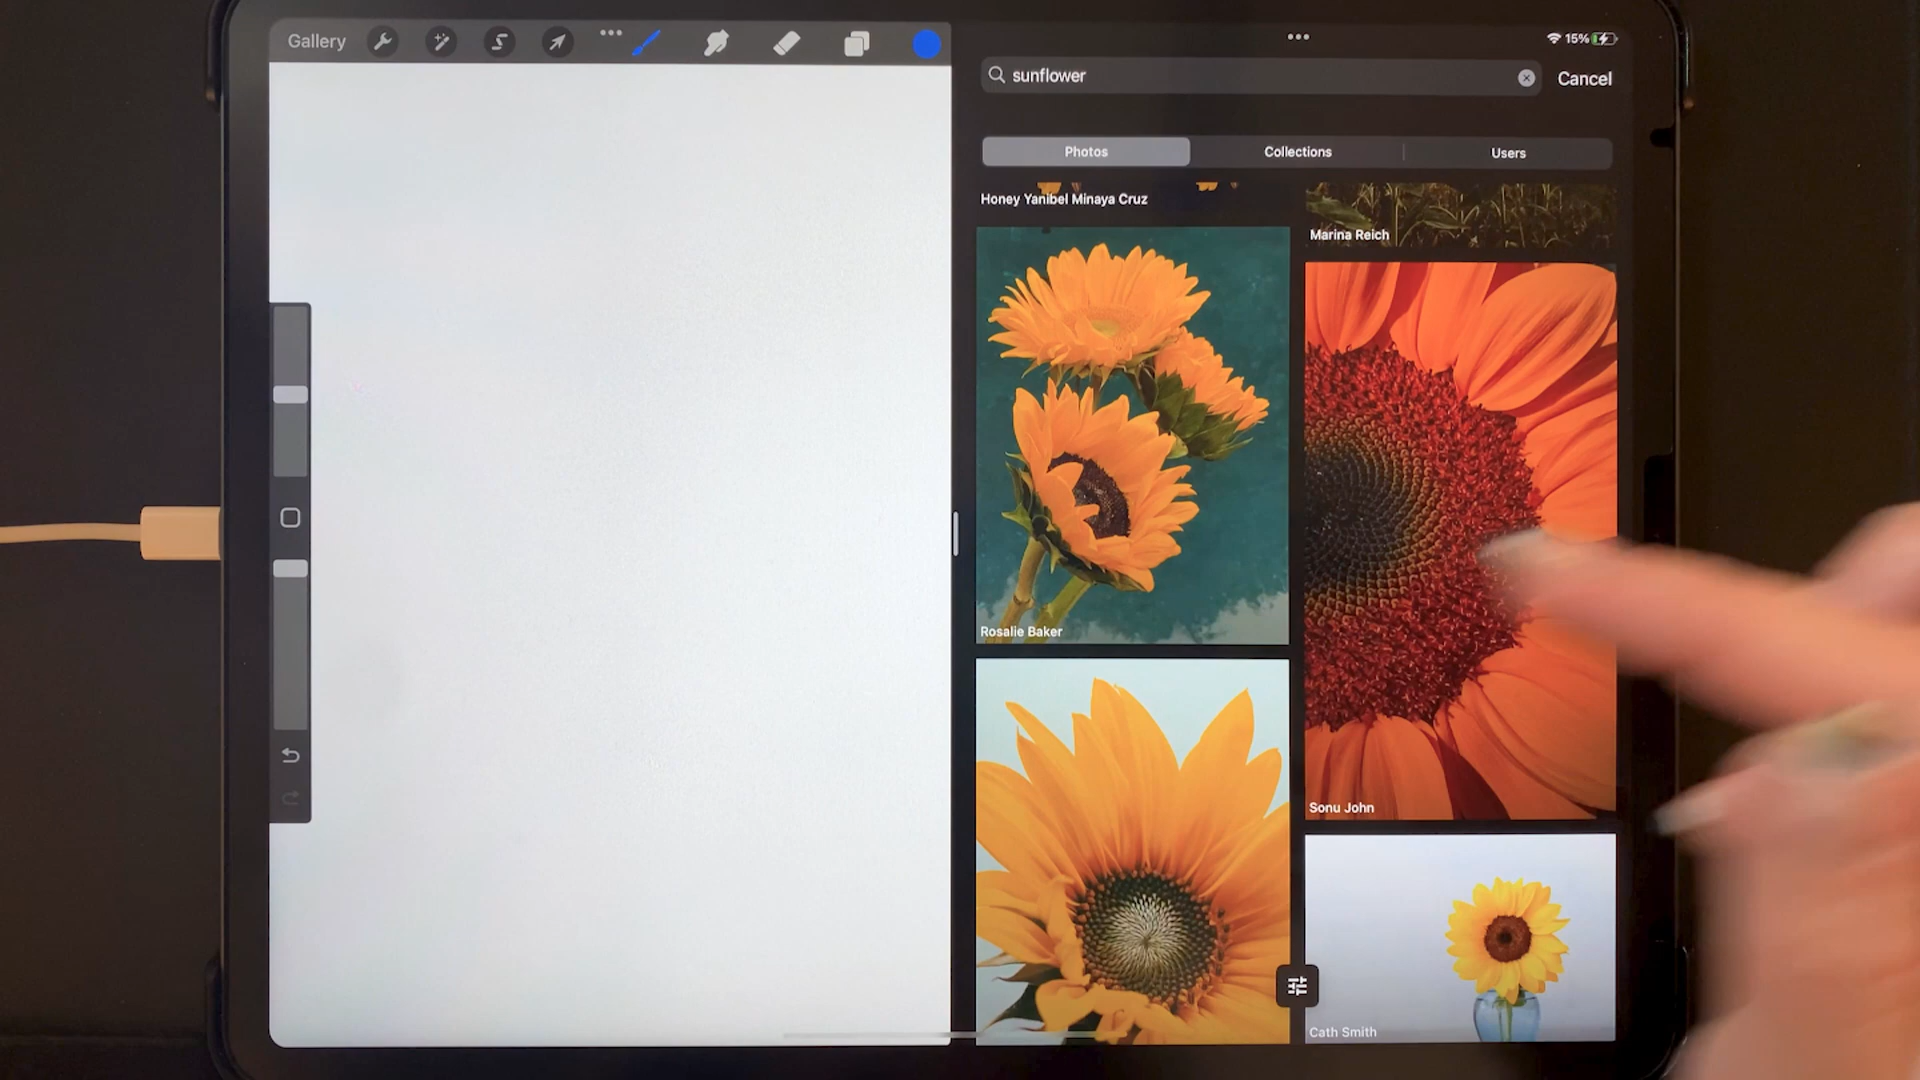 Gallery
15%
sunflower
Cancel
Photos
Collections
Users
Honey Yanibel Minaya Cruz
Marina Reich
Rosalie Baker
Sonu John
Cath Smith